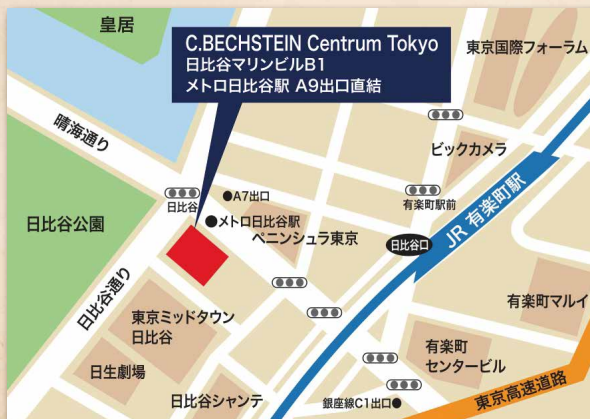 皇居
C.BECHSTEIN Centrum Tokyo
日比谷マリンビルB1
メトロ日比谷駅 A9出口直結
東京国際フォーラム
晴海通り
ビックカメラ
日比谷
●A7出口
有楽町駅前
●メトロ日比谷駅
日比谷公園
ペニンシュラ東京
日比谷口
JR 有楽町駅
日比谷通り
東京ミッドタウン
日比谷
有楽町マルイ
有楽町
センタービル
日生劇場
日比谷シャンテ
銀座線C1出口●
東京高速道路